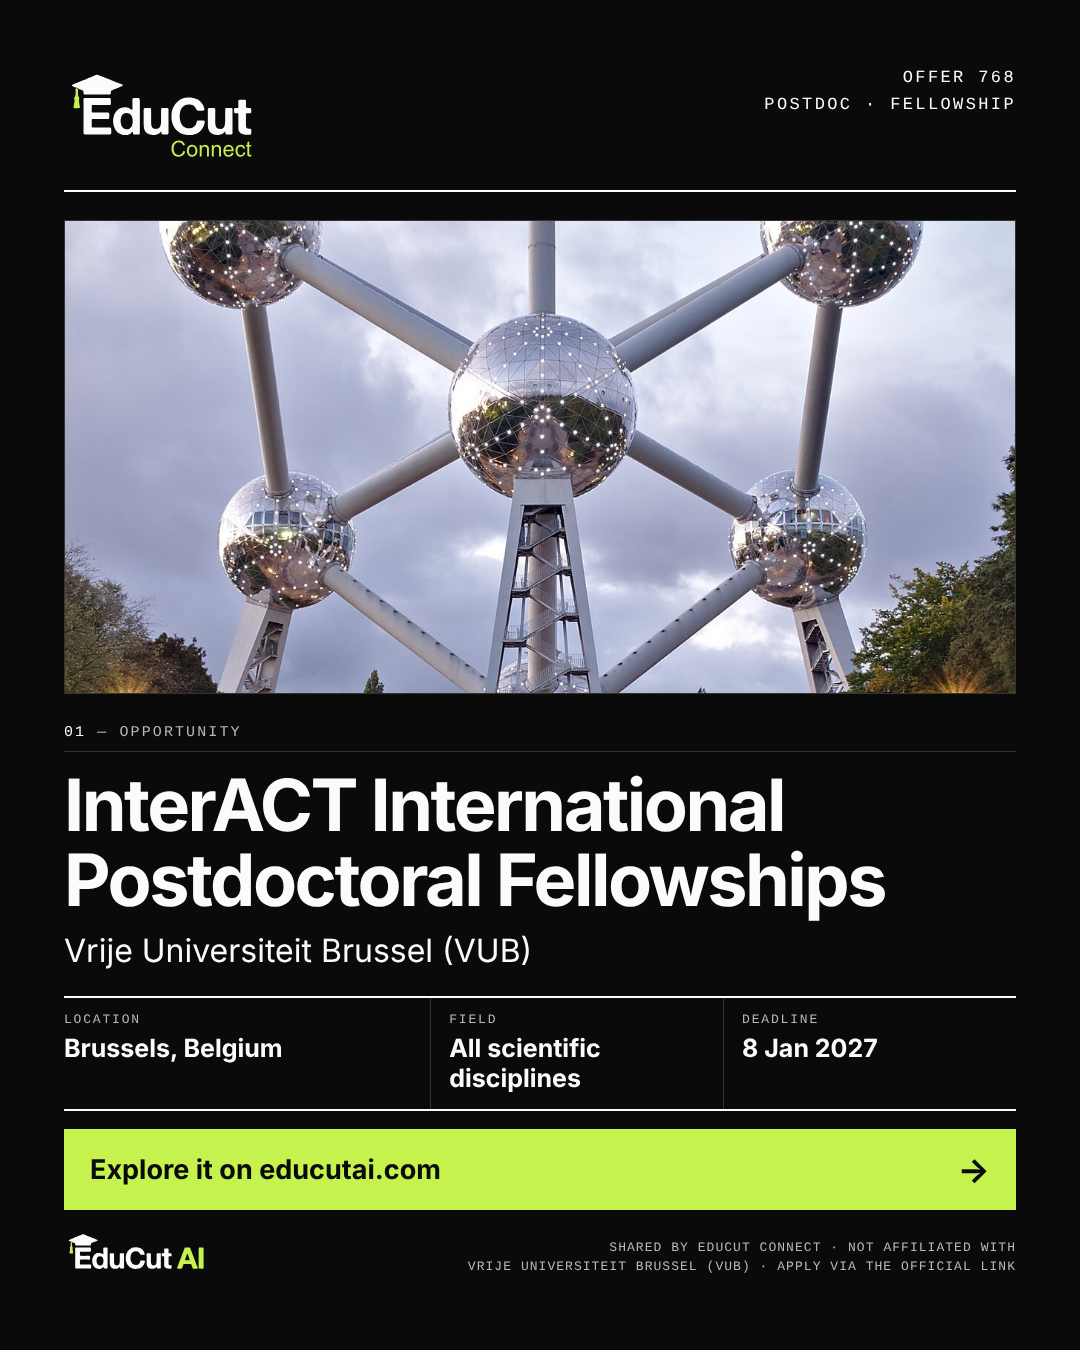 EduCut
Connect
OFFER 768
POSTDOC · FELLOWSHIP
01 — OPPORTUNITY
InterACT International
Postdoctoral Fellowships
Vrije Universiteit Brussel (VUB)
LOCATION
Brussels, Belgium
FIELD
All scientific
disciplines
DEADLINE
8 Jan 2027
Explore it on educutai.com →
EduCut AI
SHARED BY EDUCUT CONNECT · NOT AFFILIATED WITH
VRIJE UNIVERSITEIT BRUSSEL (VUB) · APPLY VIA THE OFFICIAL LINK